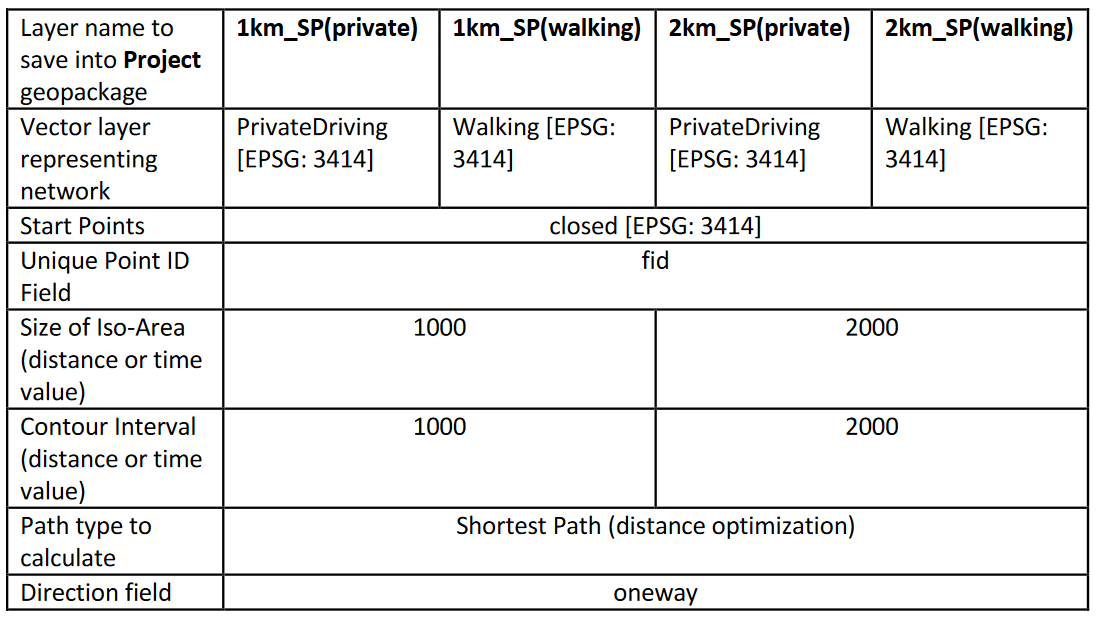 Layer name to
save into Project
geopackage
1km_SP(private)
1km_SP(walking)
2km_SP(private)
2km_SP(walking)
Vector layer
representing
network
PrivateDriving
[EPSG: 3414]
Walking [EPSG:
3414]
PrivateDriving
[EPSG: 3414]
Walking [EPSG:
3414]
Start Points
closed [EPSG: 3414]
Unique Point ID
Field
fid
Size of Iso-Area
(distance or time
value)
1000
2000
Contour Interval
(distance or time
value)
1000
2000
Path type to
calculate
Shortest Path (distance optimization)
Direction field
oneway